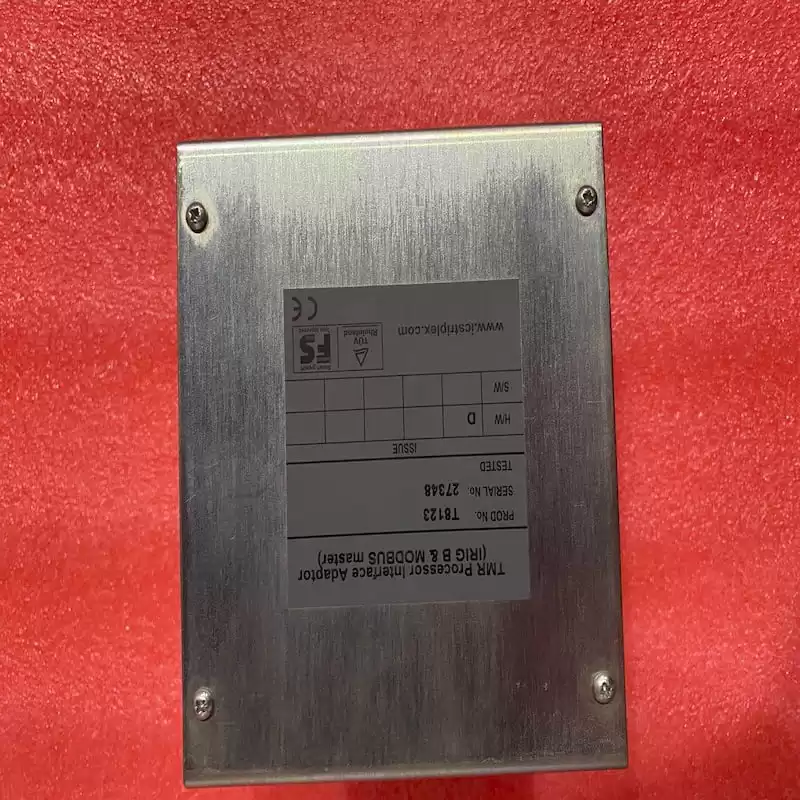 TMR Processor Interface Adaptor
(IRIG B & MODBUS master)
PROD No. T8123
SERIAL No. 27348
TESTED
ISSUE
H/W D
S/W
TÜV
Rheinland
FS
www.icstriplex.com
CE